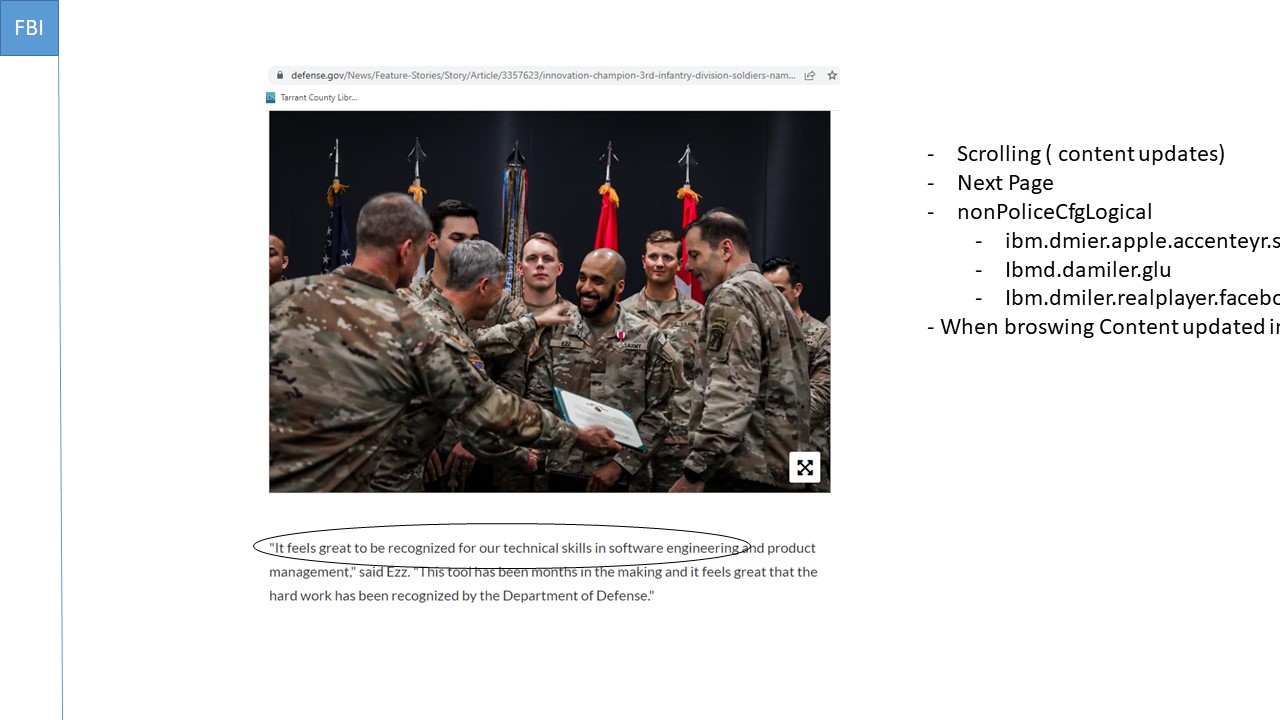 FBI
defense.gov/News/Feature-Stories/Story/Article/3357623/innovation-champion-3rd-infantry-division-soldiers-nam...
Tarrant County Libr...
EZZ
ARMY
"It feels great to be recognized for our technical skills in software engineering and product
management," said Ezz. "This tool has been months in the making and it feels great that the
hard work has been recognized by the Department of Defense."
- Scrolling ( content updates)
- Next Page
- nonPoliceCfgLogical
- ibm.dmier.apple.accenteyr.s
- Ibmd.damiler.glu
- Ibm.dmiler.realplayer.facebo
- When broswing Content updated in